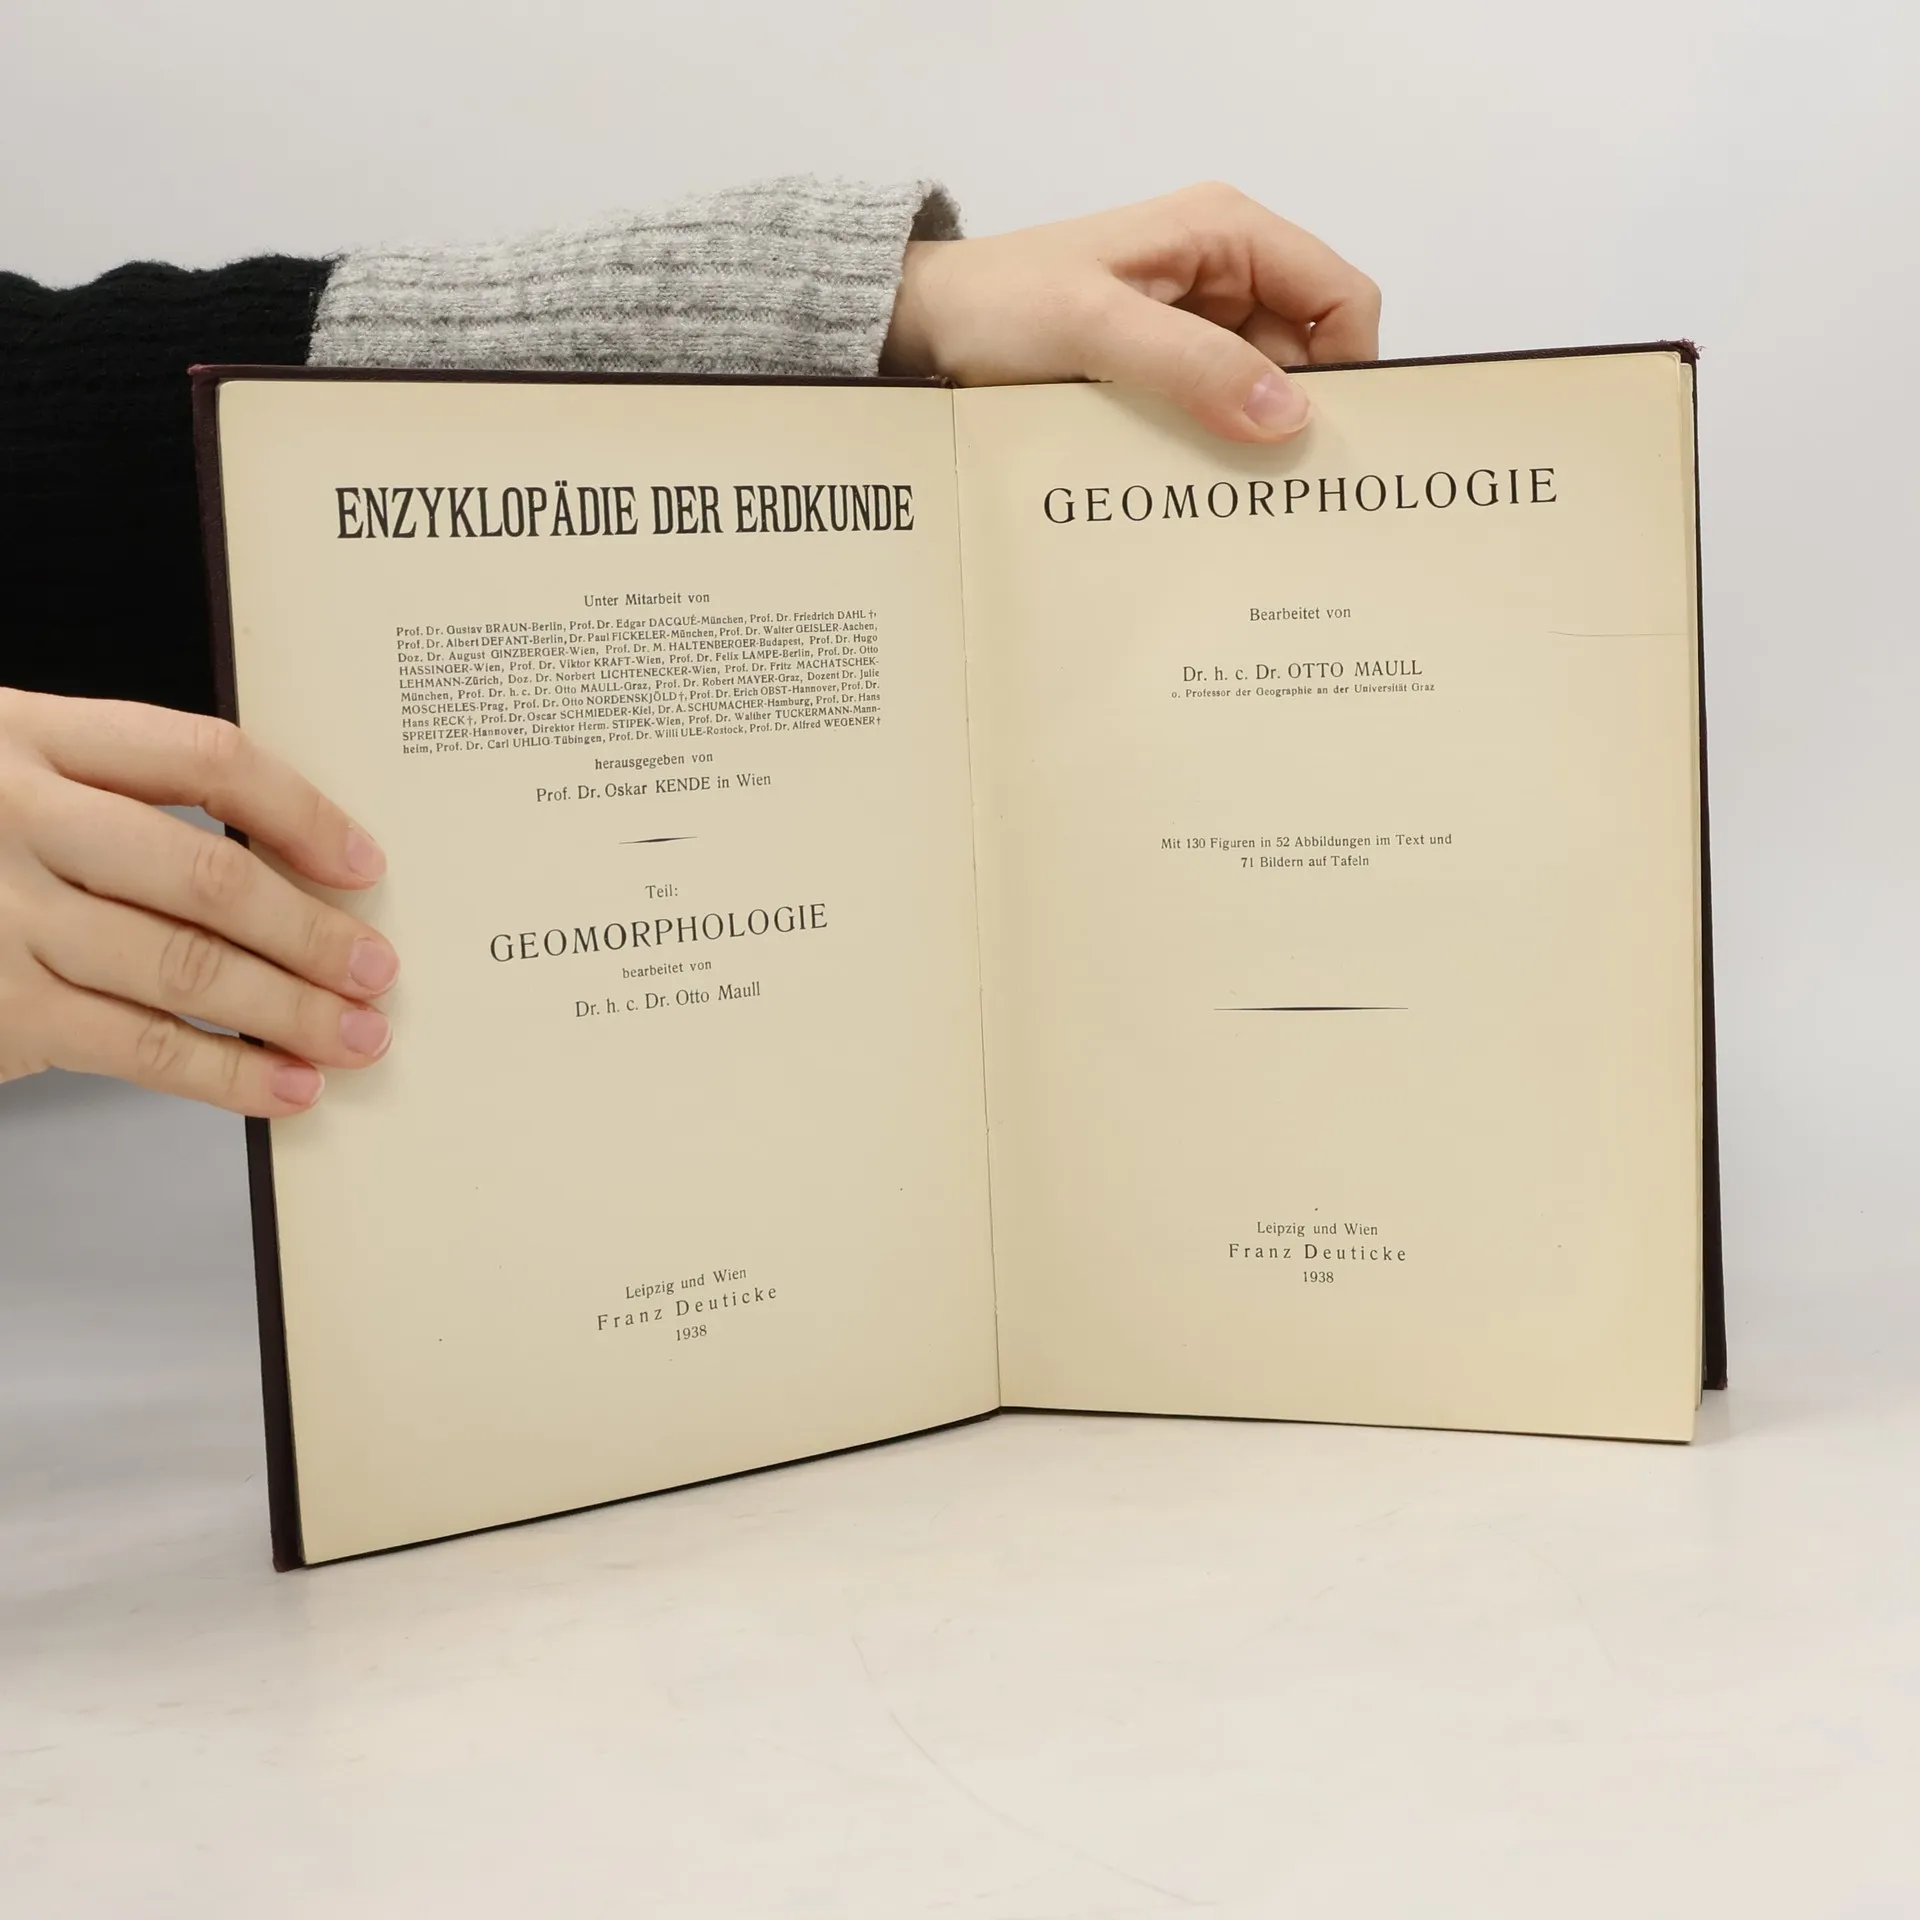 ENZYKLOPÄDIE DER ERDKUNDE
Unter Mitarbeit von
Prof. Dr. Gustav BRAUN-Berlin, Prof. Dr. Edgar DACQUÉ-München, Prof. Dr. Friedrich DAHL †,
Prof. Dr. Albert DEFANT-Berlin, Dr. Paul FICKELER-München, Prof. Dr. Walter GEISLER-Aachen,
Doz. Dr. August GINZBERGER-Wien, Prof. Dr. M. HALTENBERGER-Budapest, Prof. Dr. Hugo
HASSINGER-Wien, Prof. Dr. Viktor KRAFT-Wien, Prof. Dr. Felix LAMPE-Berlin, Prof. Dr. Otto
LEHMANN-Zürich, Doz. Dr. Norbert LICHTENECKER-Wien, Prof. Dr. Fritz MACHATSCHEK-
München, Prof. Dr. h. c. Dr. Otto MAULL-Graz, Prof. Dr. Robert MAYER-Graz, Dozent Dr. Julie
MOSCHELES-Prag, Prof. Dr. Otto NORDENSKJÖLD †, Prof. Dr. Erich OBST-Hannover, Prof. Dr.
Hans RECK †, Prof. Dr. Oscar SCHMIEDER-Kiel, Dr. A. SCHUMACHER-Hamburg, Prof. Dr. Hans
SPREITZER-Hannover, Direktor Herm. STIPEK-Wien, Prof. Dr. Walther TUCKERMANN-Mann-
heim, Prof. Dr. Carl UHLIG-Tübingen, Prof. Dr. Willi ULE-Rostock, Prof. Dr. Alfred WEGENER †
herausgegeben von
Prof. Dr. Oskar KENDE in Wien
Teil:
GEOMORPHOLOGIE
bearbeitet von
Dr. h. c. Dr. Otto Maull
Leipzig und Wien
Franz Deuticke
1938
GEOMORPHOLOGIE
Bearbeitet von
Dr. h. c. Dr. OTTO MAULL
o. Professor der Geographie an der Universität Graz
Mit 130 Figuren in 52 Abbildungen im Text und
71 Bildern auf Tafeln
Leipzig und Wien
Franz Deuticke
1938